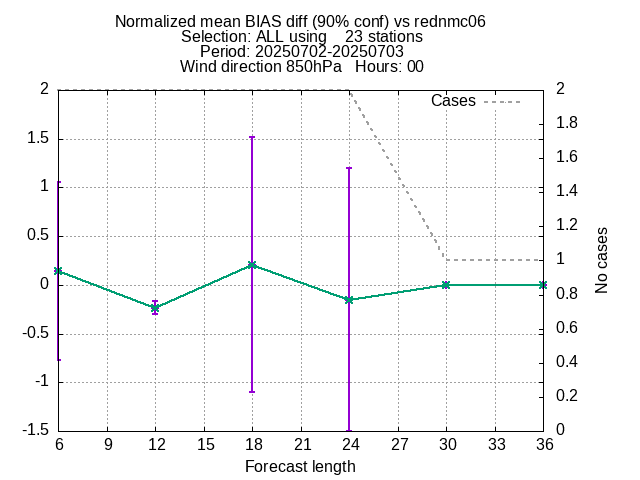 Normalized mean BIAS diff (90% conf) vs rednmc06
Selection: ALL using    23 stations
Period: 20250702-20250703
Wind direction 850hPa   Hours: 00
Cases
2
1.5
1
0.5
0
-0.5
-1
-1.5
2
1.8
1.6
1.4
1.2
1
0.8
0.6
0.4
0.2
0
No cases
6 9 12 15 18 21 24 27 30 33 36
Forecast length